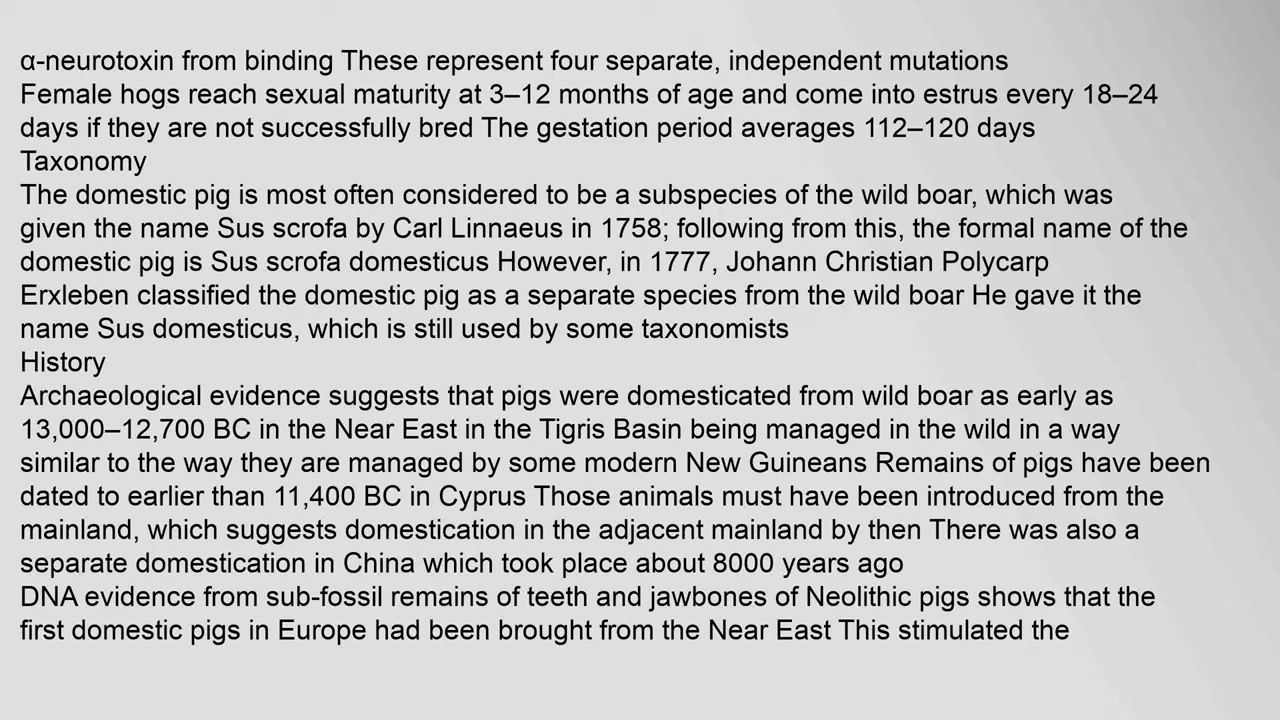 α-neurotoxin from binding These represent four separate, independent mutations
Female hogs reach sexual maturity at 3–12 months of age and come into estrus every 18–24
days if they are not successfully bred The gestation period averages 112–120 days
Taxonomy
The domestic pig is most often considered to be a subspecies of the wild boar, which was
given the name Sus scrofa by Carl Linnaeus in 1758; following from this, the formal name of the
domestic pig is Sus scrofa domesticus However, in 1777, Johann Christian Polycarp
Erxleben classified the domestic pig as a separate species from the wild boar He gave it the
name Sus domesticus, which is still used by some taxonomists
History
Archaeological evidence suggests that pigs were domesticated from wild boar as early as
13,000–12,700 BC in the Near East in the Tigris Basin being managed in the wild in a way
similar to the way they are managed by some modern New Guineans Remains of pigs have been
dated to earlier than 11,400 BC in Cyprus Those animals must have been introduced from the
mainland, which suggests domestication in the adjacent mainland by then There was also a
separate domestication in China which took place about 8000 years ago
DNA evidence from sub-fossil remains of teeth and jawbones of Neolithic pigs shows that the
first domestic pigs in Europe had been brought from the Near East This stimulated the